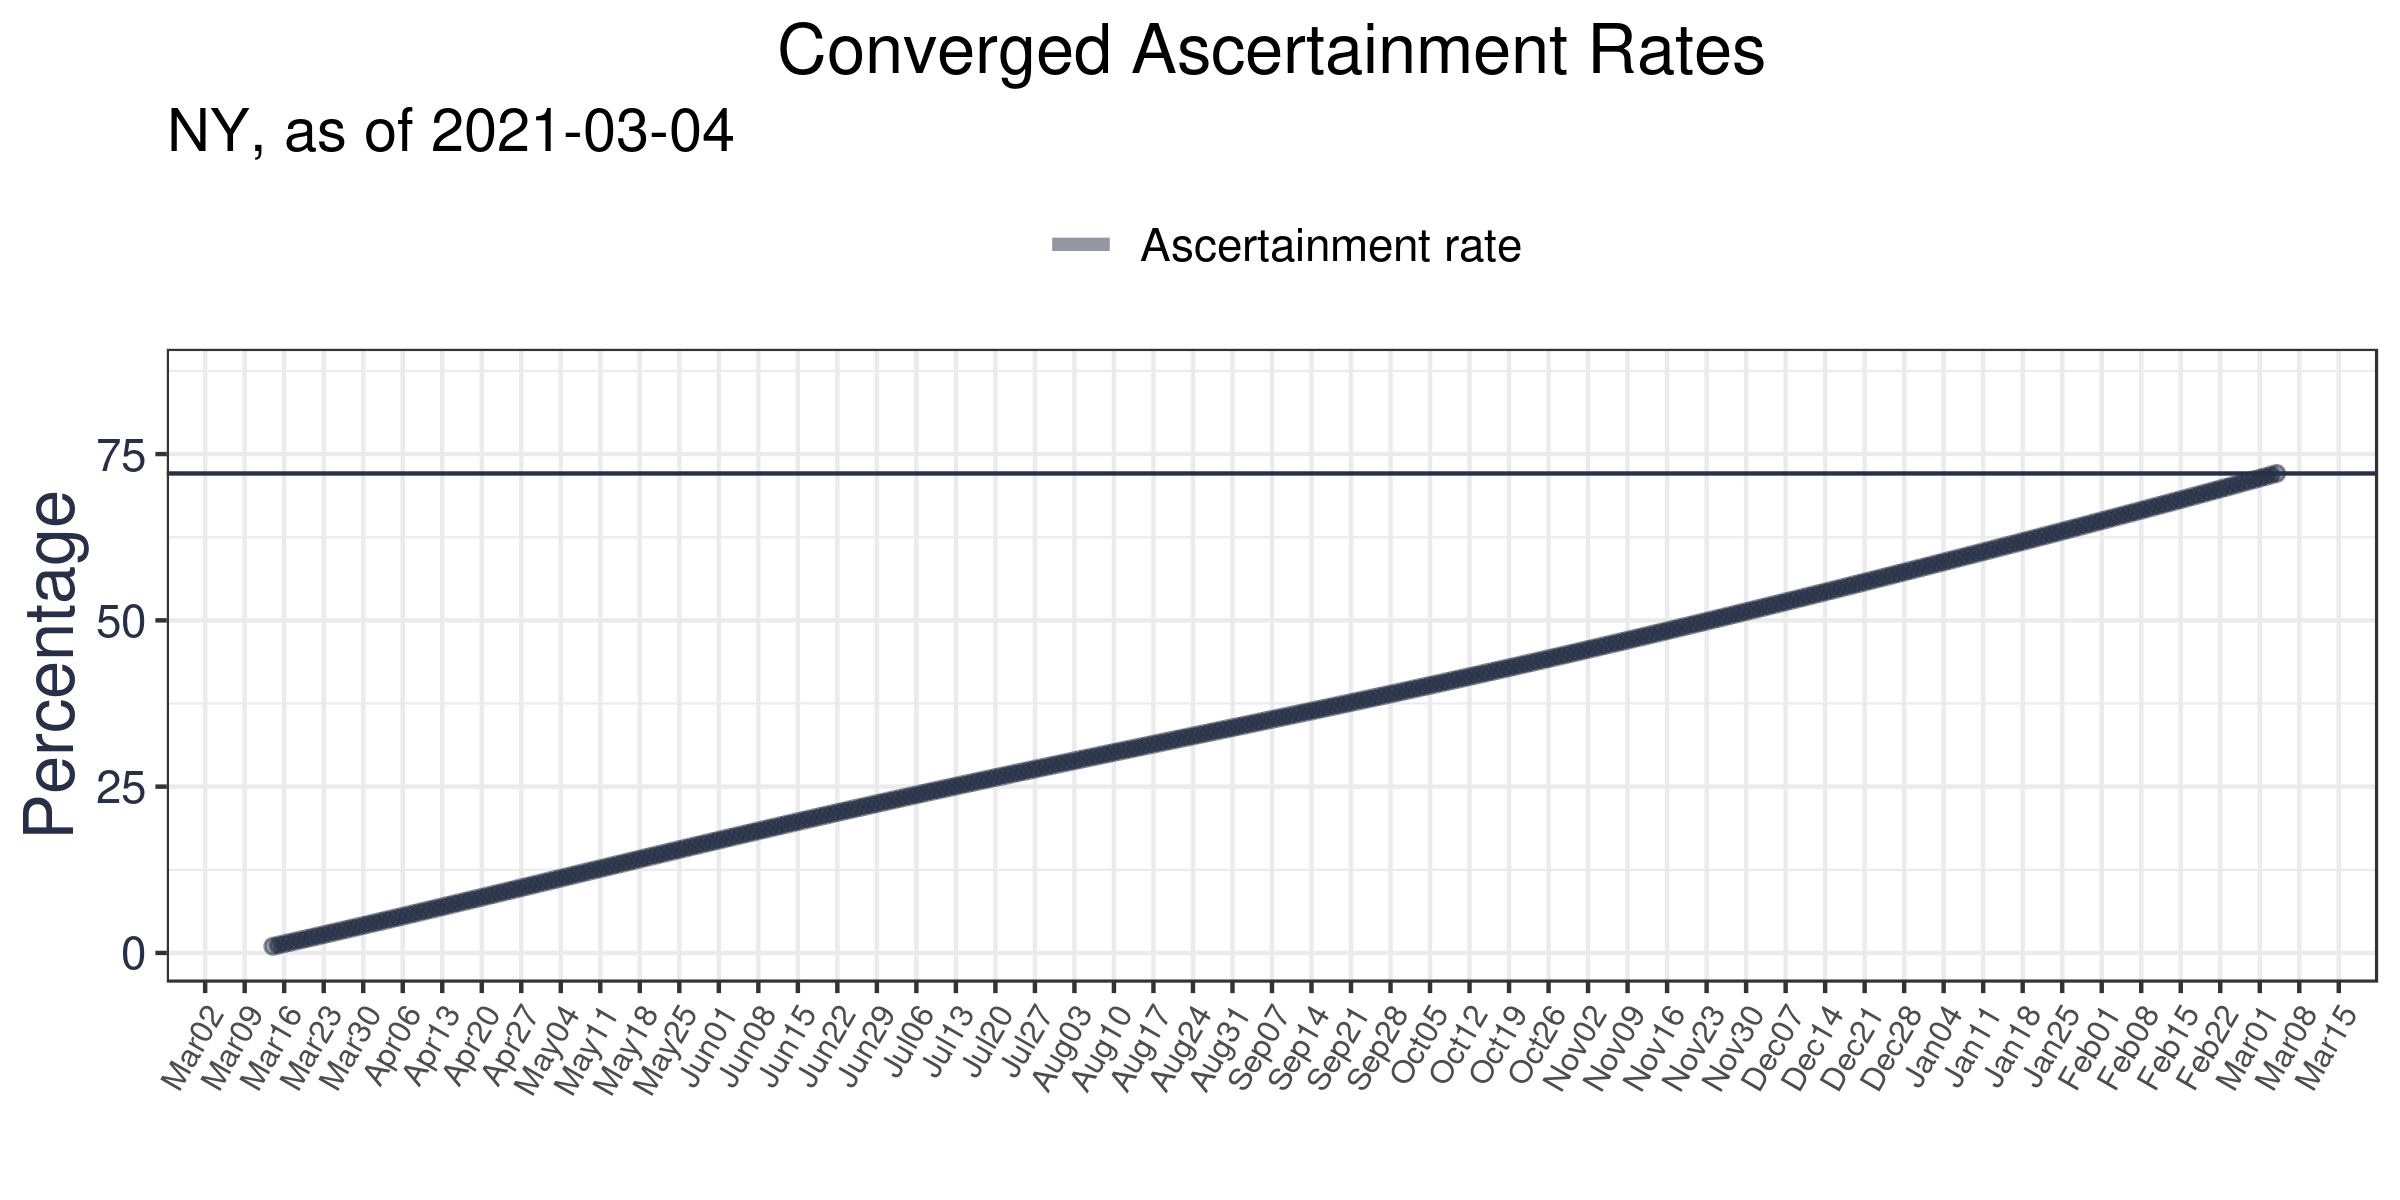 Converged Ascertainment Rates
NY, as of 2021-03-04
Ascertainment rate
Percentage
75
50
25
0
Mar02
Mar09
Mar16
Mar23
Mar30
Apr06
Apr13
Apr20
Apr27
May04
May11
May18
May25
Jun01
Jun08
Jun15
Jun22
Jun29
Jul06
Jul13
Jul20
Jul27
Aug03
Aug10
Aug17
Aug24
Aug31
Sep07
Sep14
Sep21
Sep28
Oct05
Oct12
Oct19
Oct26
Nov02
Nov09
Nov16
Nov23
Nov30
Dec07
Dec14
Dec21
Dec28
Jan04
Jan11
Jan18
Jan25
Feb01
Feb08
Feb15
Feb22
Mar01
Mar08
Mar15